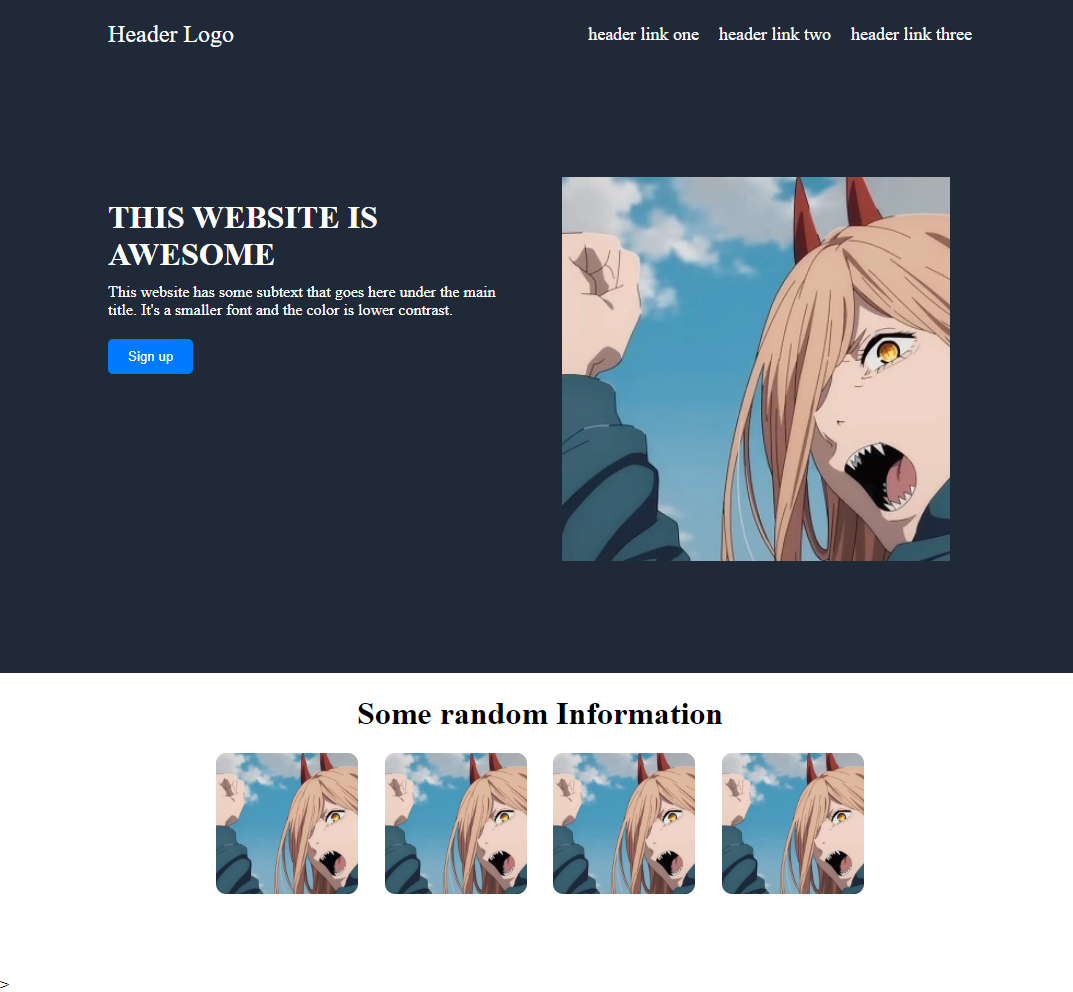 Header Logo
header link one header link two header link three
THIS WEBSITE IS
AWESOME
This website has some subtext that goes here under the main
title. It's a smaller font and the color is lower contrast.
Sign up
Some random Information
>